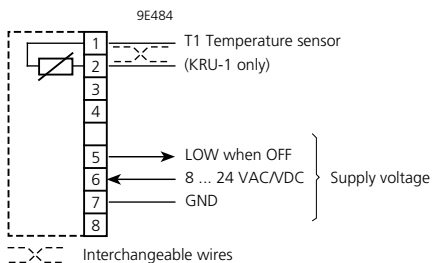 9E484
1 T1 Temperature sensor
2 (KRU-1 only)
3
4
5 LOW when OFF
6 8 ... 24 VAC/VDC Supply voltage
7 GND
8
Interchangeable wires